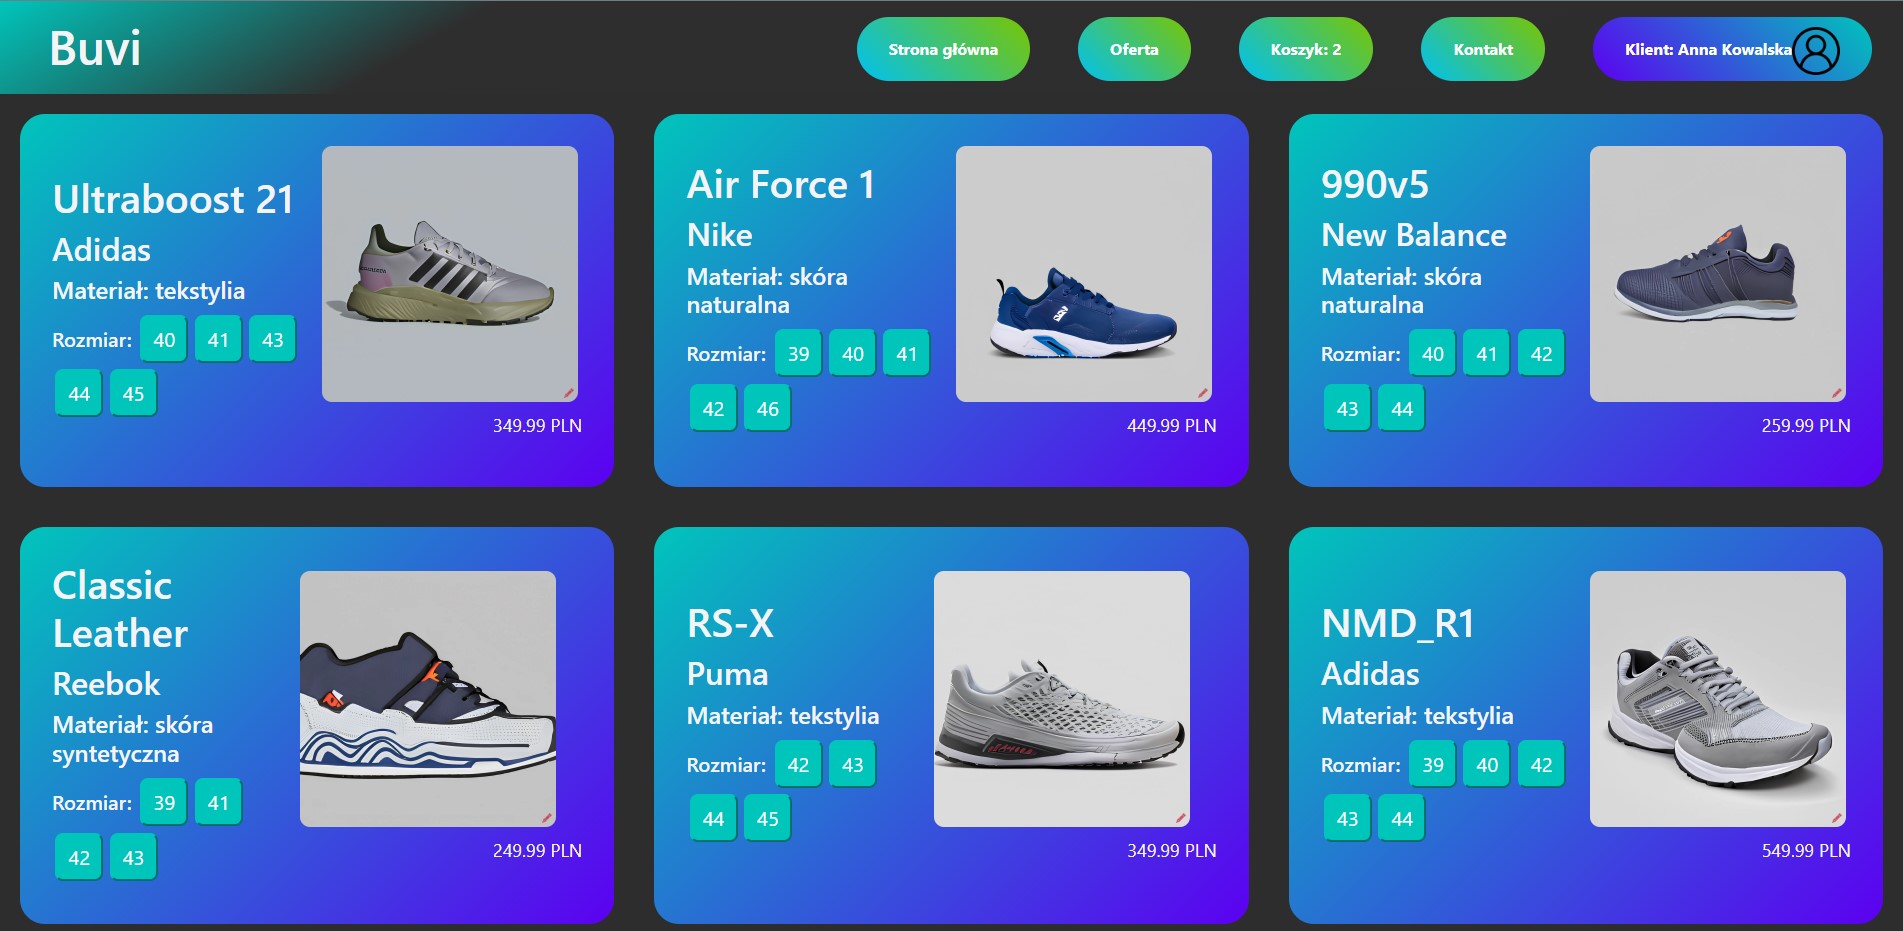 Buvi
Strona główna
Oferta
Koszyk: 2
Kontakt
Klient: Anna Kowalska
Ultraboost 21
Adidas
Materiał: tekstylia
Rozmiar: 40 41 43
44 45
349.99 PLN
Air Force 1
Nike
Materiał: skóra
naturalna
Rozmiar: 39 40 41
42 46
449.99 PLN
990v5
New Balance
Materiał: skóra
naturalna
Rozmiar: 40 41 42
43 44
259.99 PLN
Classic
Leather
Reebok
Materiał: skóra
syntetyczna
Rozmiar: 39 41
42 43
249.99 PLN
RS-X
Puma
Materiał: tekstylia
Rozmiar: 42 43
44 45
349.99 PLN
NMD_R1
Adidas
Materiał: tekstylia
Rozmiar: 39 40 42
43 44
549.99 PLN